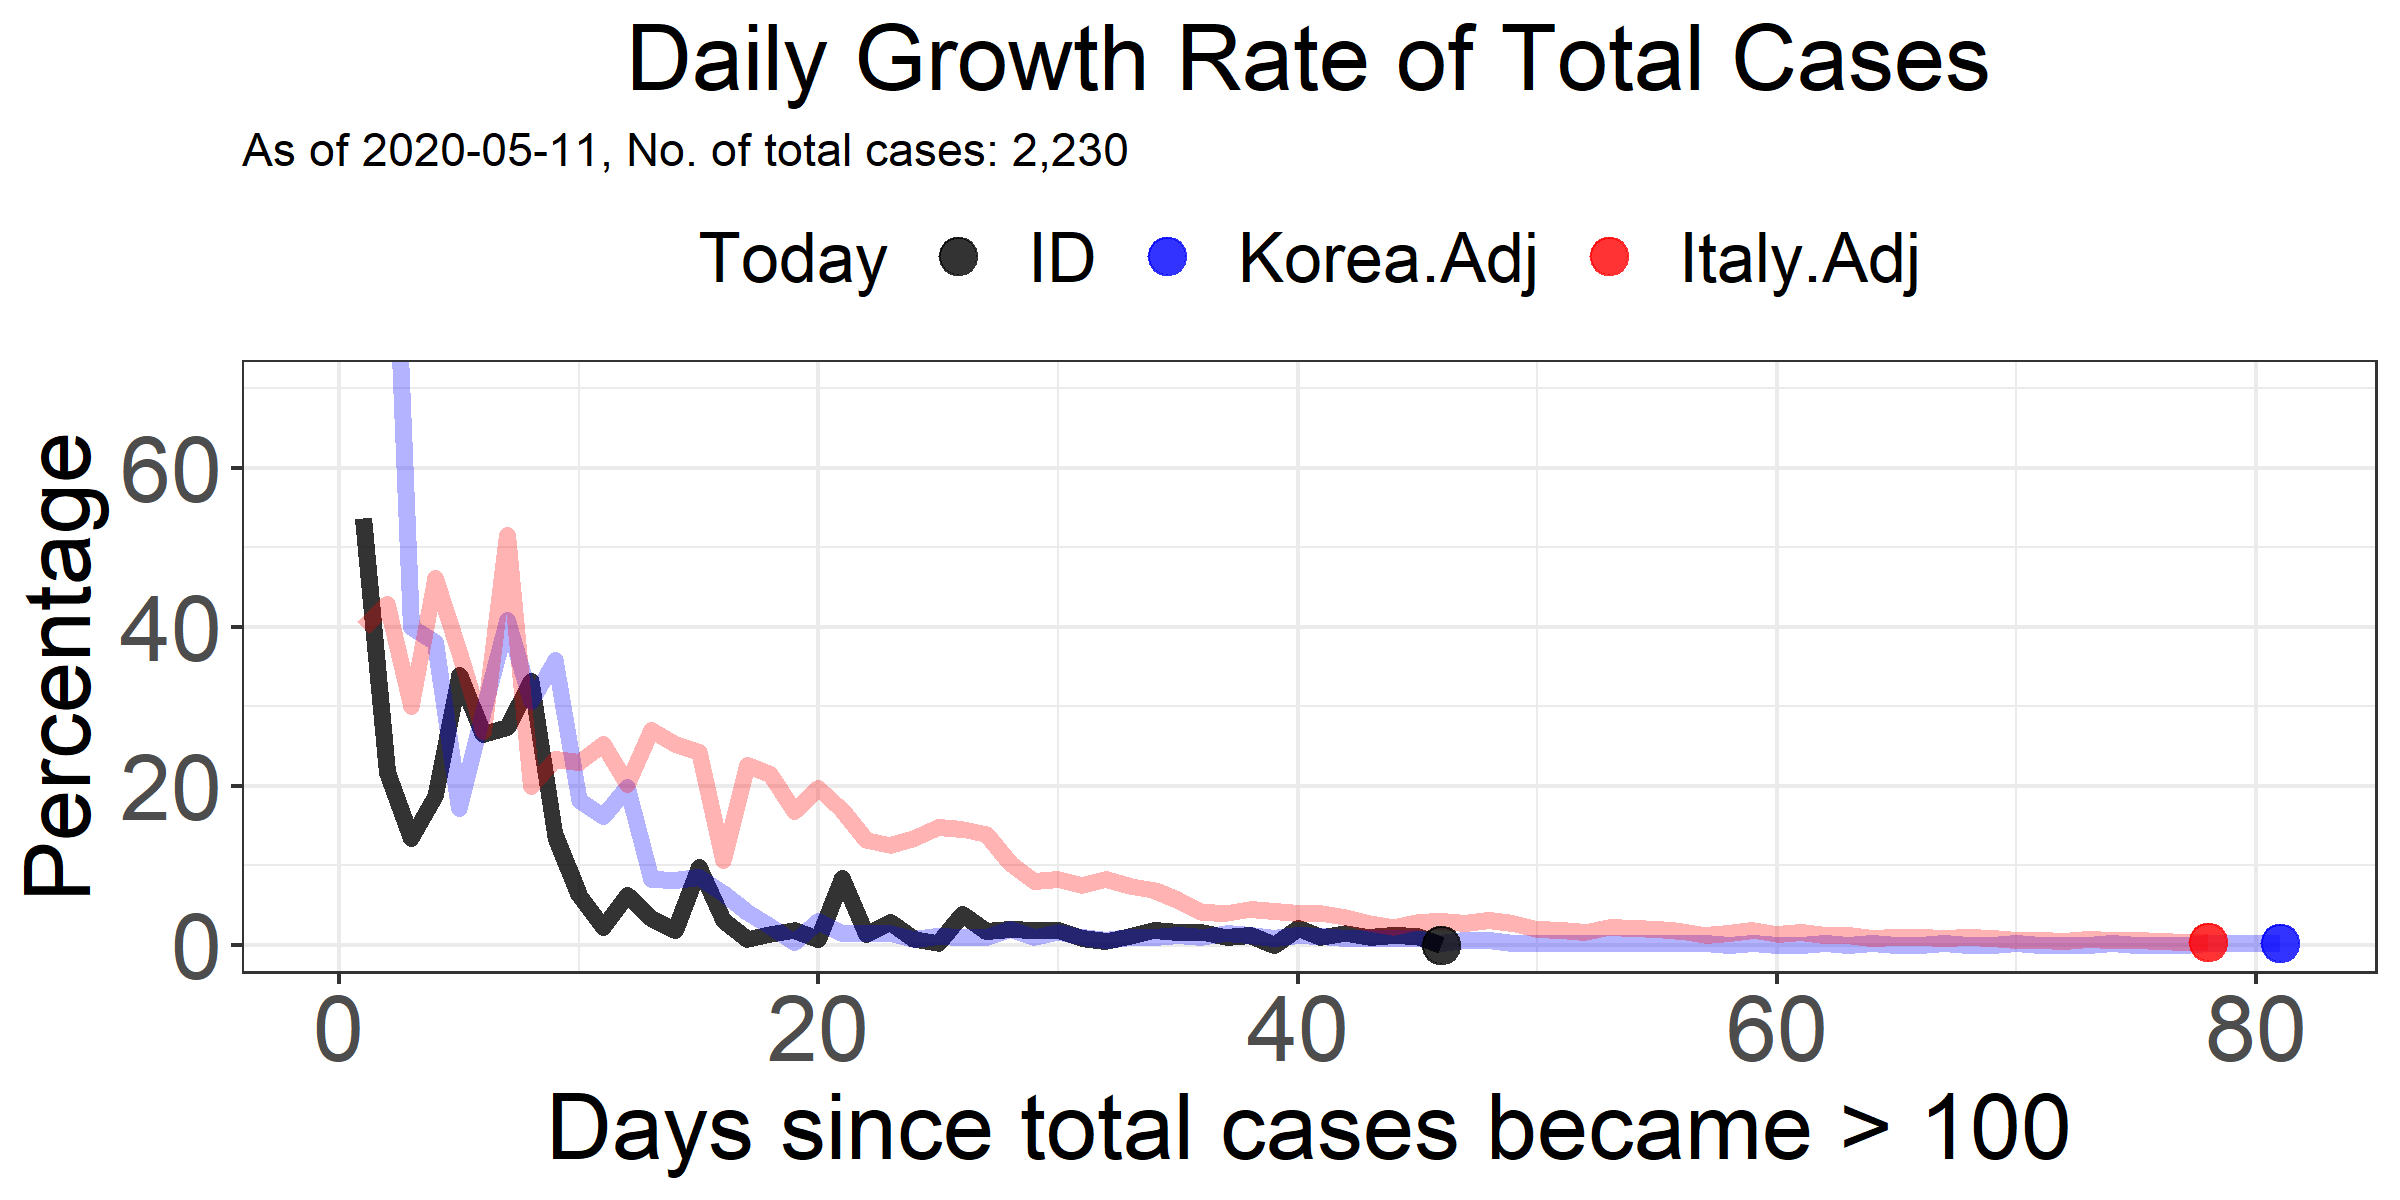 Daily Growth Rate of Total Cases
As of 2020-05-11, No. of total cases: 2,230
Today ID Korea.Adj Italy.Adj
Percentage
60
40
20
0
0 20 40 60 80
Days since total cases became > 100